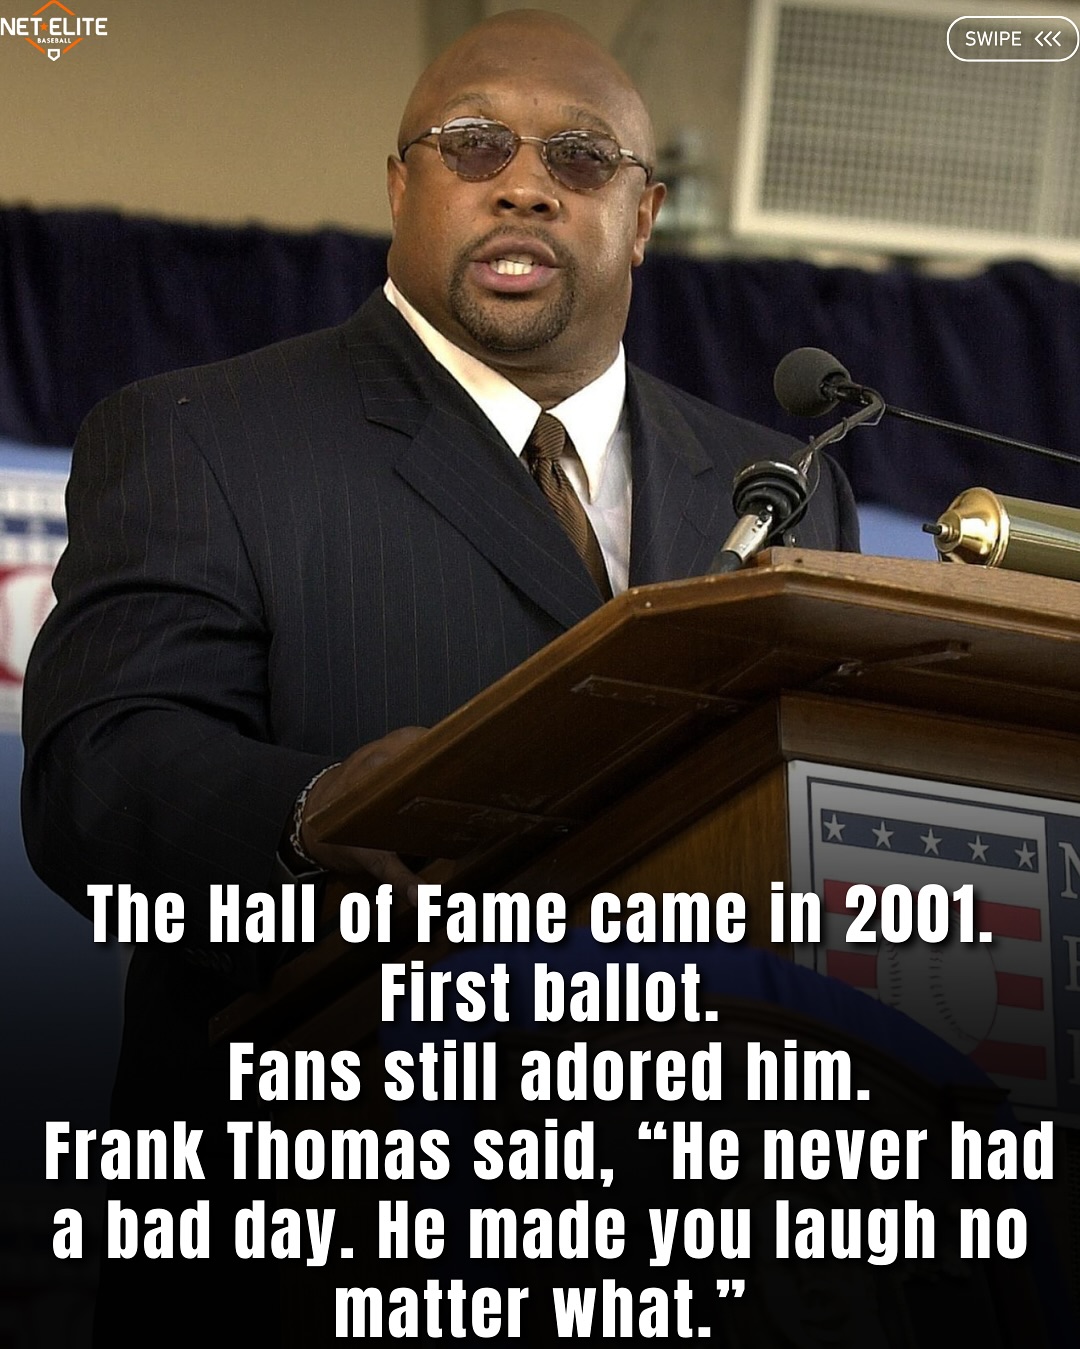 NET ELITE
BASEBALL
SWIPE <<<
The Hall of Fame came in 2001.
First ballot.
Fans still adored him.
Frank Thomas said, “He never had
a bad day. He made you laugh no
matter what.”